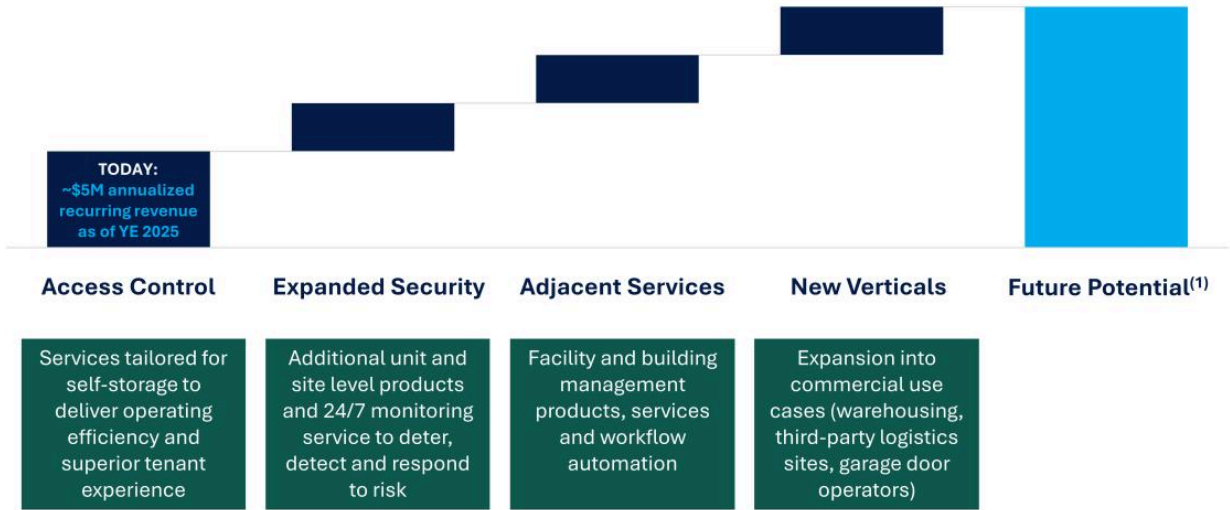 TODAY:
~$5M annualized
recurring revenue
as of YE 2025
Access Control
Expanded Security
Adjacent Services
New Verticals
Future Potential(1)
Services tailored for
self-storage to
deliver operating
efficiency and
superior tenant
experience
Additional unit and
site level products
and 24/7 monitoring
service to deter,
detect and respond
to risk
Facility and building
management
products, services
and workflow
automation
Expansion into
commercial use
cases (warehousing,
third-party logistics
sites, garage door
operators)